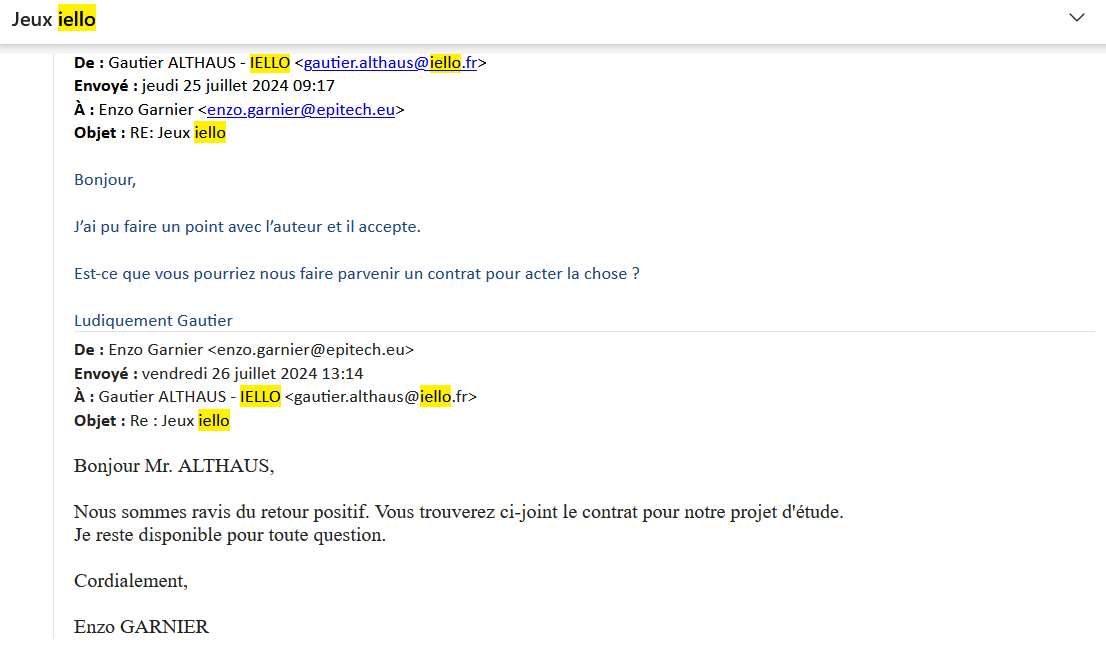 Jeux iello
De : Gautier ALTHAUS - IELLO <gautier.althaus@iello.fr>
Envoyé : jeudi 25 juillet 2024 09:17
À : Enzo Garnier <enzo.garnier@epitech.eu>
Objet : RE: Jeux iello
Bonjour,
J’ai pu faire un point avec l’auteur et il accepte.
Est-ce que vous pourriez nous faire parvenir un contrat pour acter la chose ?
Ludiquement Gautier
De : Enzo Garnier <enzo.garnier@epitech.eu>
Envoyé : vendredi 26 juillet 2024 13:14
À : Gautier ALTHAUS - IELLO <gautier.althaus@iello.fr>
Objet : Re : Jeux iello
Bonjour Mr. ALTHAUS,
Nous sommes ravis du retour positif. Vous trouverez ci-joint le contrat pour notre projet d'étude.
Je reste disponible pour toute question.
Cordialement,
Enzo GARNIER